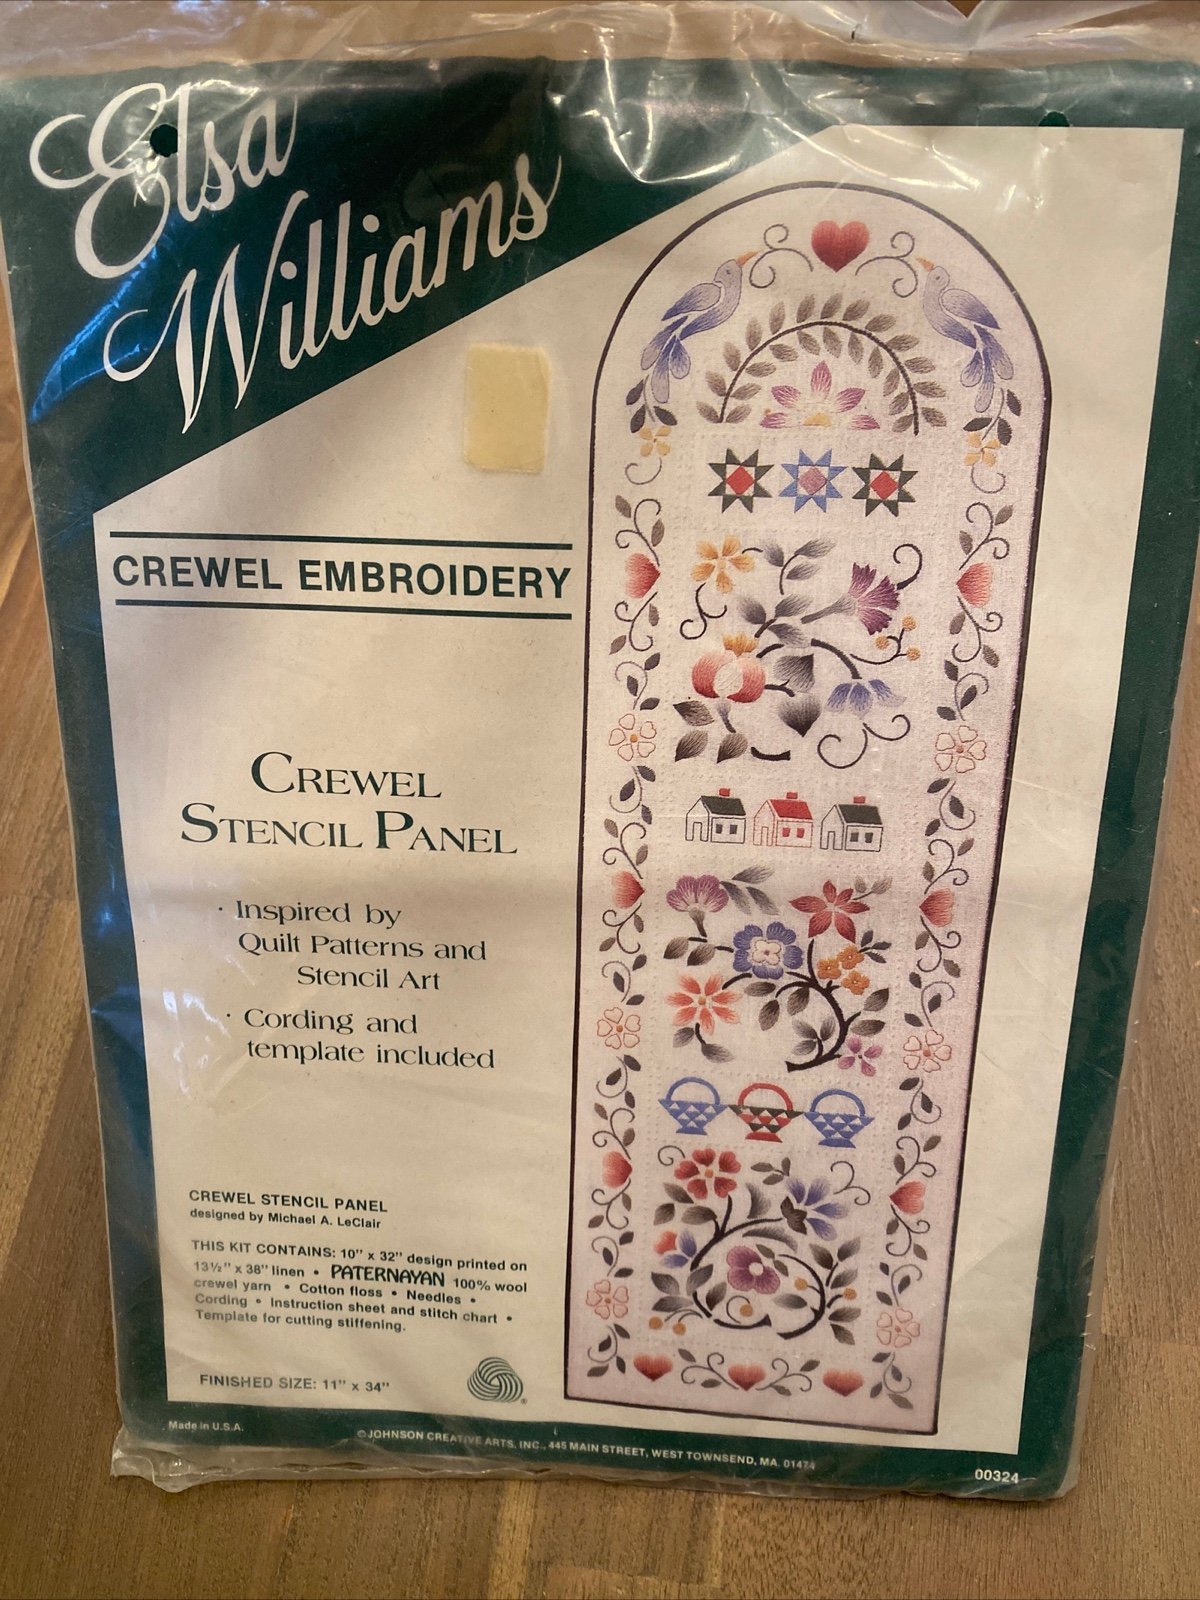 Elsa
Williams
CREWEL EMBROIDERY
CREWEL
STENCIL PANEL
· Inspired by
Quilt Patterns and
Stencil Art
· Cording and
template included
CREWEL STENCIL PANEL
designed by Michael A. LeClair
THIS KIT CONTAINS: 10" x 32" design printed on
13½" x 38" linen • PATERNAYAN 100% wool
crewel yarn • Cotton floss • Needles •
Cording • Instruction sheet and stitch chart •
Template for cutting stiffening.
FINISHED SIZE: 11" x 34"
®
Made in U.S.A.
©JOHNSON CREATIVE ARTS, INC., 445 MAIN STREET, WEST TOWNSEND, MA. 01474
00324